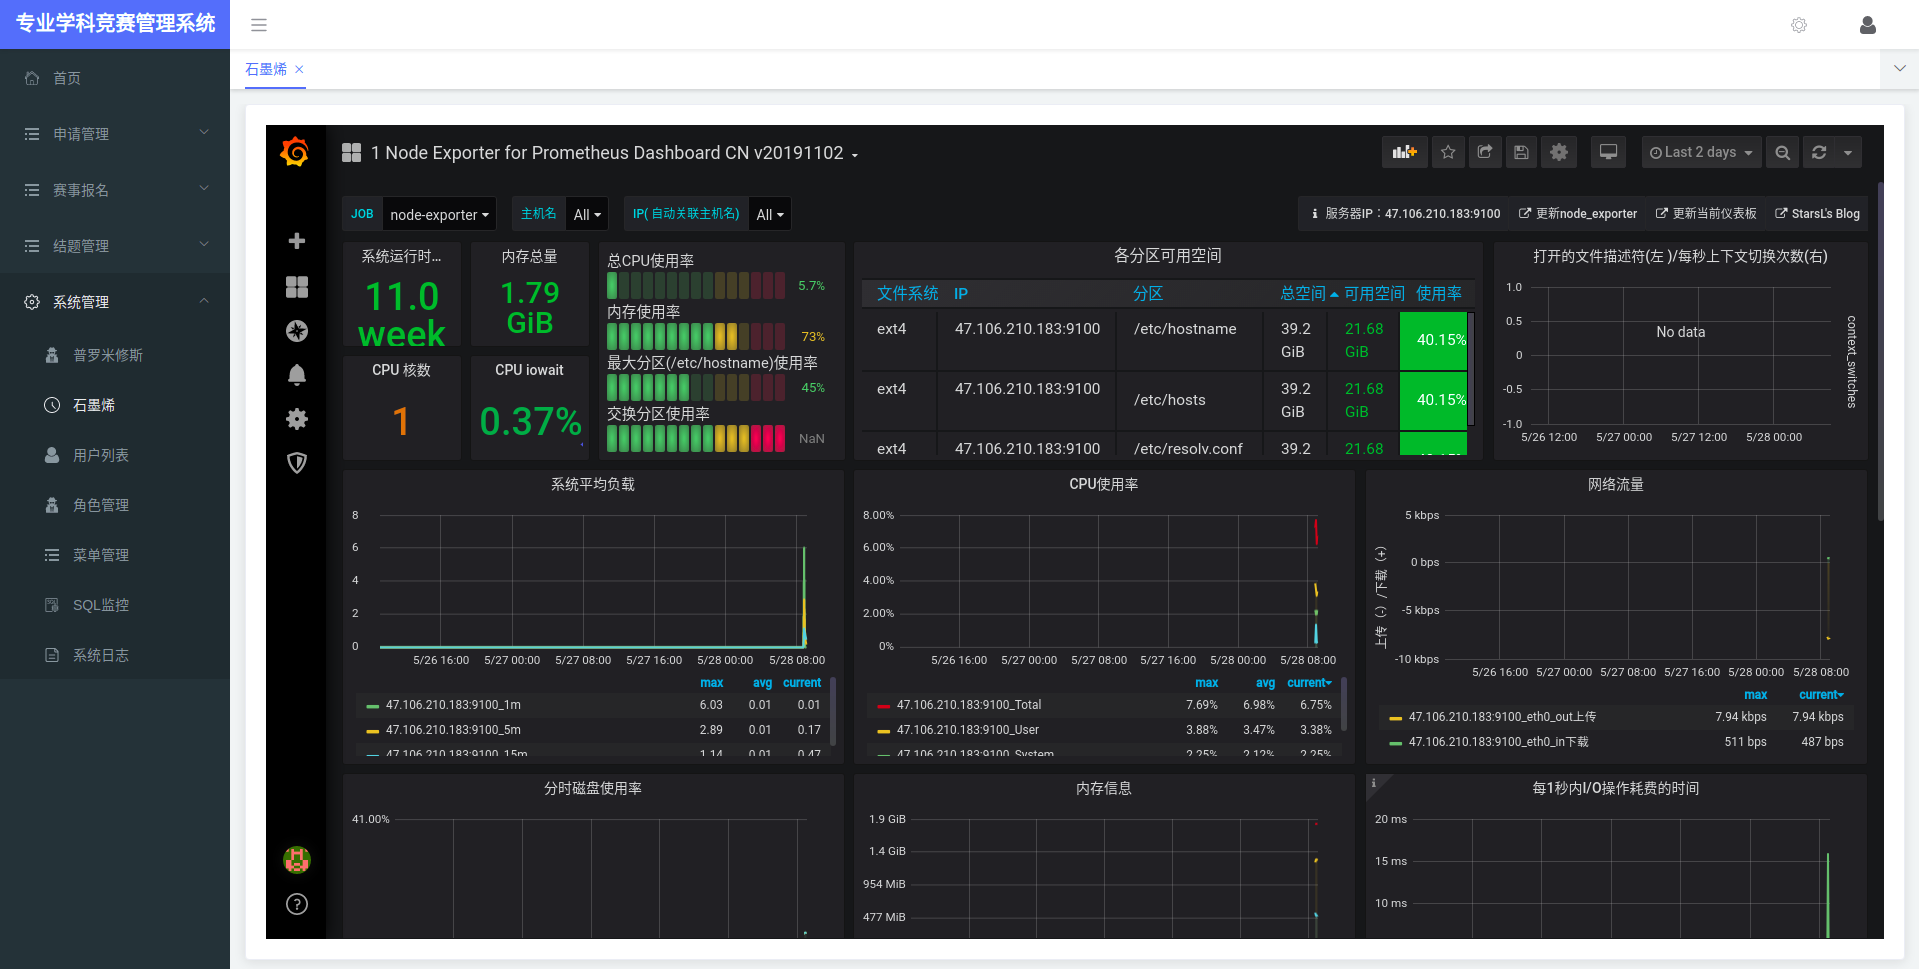 专业学科竞赛管理系统
首页
申请管理
赛事报名
结题管理
系统管理
普罗米修斯
石墨烯
用户列表
角色管理
菜单管理
SQL监控
系统日志
石墨烯 ×
1 Node Exporter for Prometheus Dashboard CN v20191102
Last 2 days
JOB node-exporter 主机名 All IP( 自动关联主机名) All
服务器IP：47.106.210.183:9100 更新node_exporter 更新当前仪表板 StarsL's Blog
系统运行时...
11.0
week
内存总量
1.79
GiB
CPU 核数
1
CPU iowait
0.37%
总CPU使用率
5.7%
内存使用率
73%
最大分区(/etc/hostname)使用率
45%
交换分区使用率
NaN
各分区可用空间
文件系统 IP 分区 总空间 可用空间 使用率
ext4 47.106.210.183:9100 /etc/hostname 39.2 GiB 21.68 GiB 40.15%
ext4 47.106.210.183:9100 /etc/hosts 39.2 GiB 21.68 GiB 40.15%
ext4 47.106.210.183:9100 /etc/resolv.conf 39.2 21.68
打开的文件描述符(左 )/每秒上下文切换次数(右)
1.0
0.5
0
-0.5
-1.0
No data
context_switches
5/26 12:00 5/27 00:00 5/27 12:00 5/28 00:00
系统平均负载
8
6
4
2
0
5/26 16:00 5/27 00:00 5/27 08:00 5/27 16:00 5/28 00:00 5/28 08:00
max avg current
47.106.210.183:9100_1m 6.03 0.01 0.01
47.106.210.183:9100_5m 2.89 0.01 0.17
47.106.210.183:9100_15m 1.14 0.01 0.47
CPU使用率
8.00%
6.00%
4.00%
2.00%
0%
5/26 16:00 5/27 00:00 5/27 08:00 5/27 16:00 5/28 00:00 5/28 08:00
max avg current
47.106.210.183:9100_Total 7.69% 6.98% 6.75%
47.106.210.183:9100_User 3.88% 3.47% 3.38%
47.106.210.183:9100_System 2.25% 2.12% 2.25%
网络流量
上传（-）/下载（+）
5 kbps
0 bps
-5 kbps
-10 kbps
5/26 16:00 5/27 00:00 5/27 08:00 5/27 16:00 5/28 00:00 5/28 08:00
max current
47.106.210.183:9100_eth0_out上传 7.94 kbps 7.94 kbps
47.106.210.183:9100_eth0_in下载 511 bps 487 bps
分时磁盘使用率
41.00%
内存信息
1.9 GiB
1.4 GiB
954 MiB
477 MiB
每1秒内I/O操作耗费的时间
20 ms
15 ms
10 ms